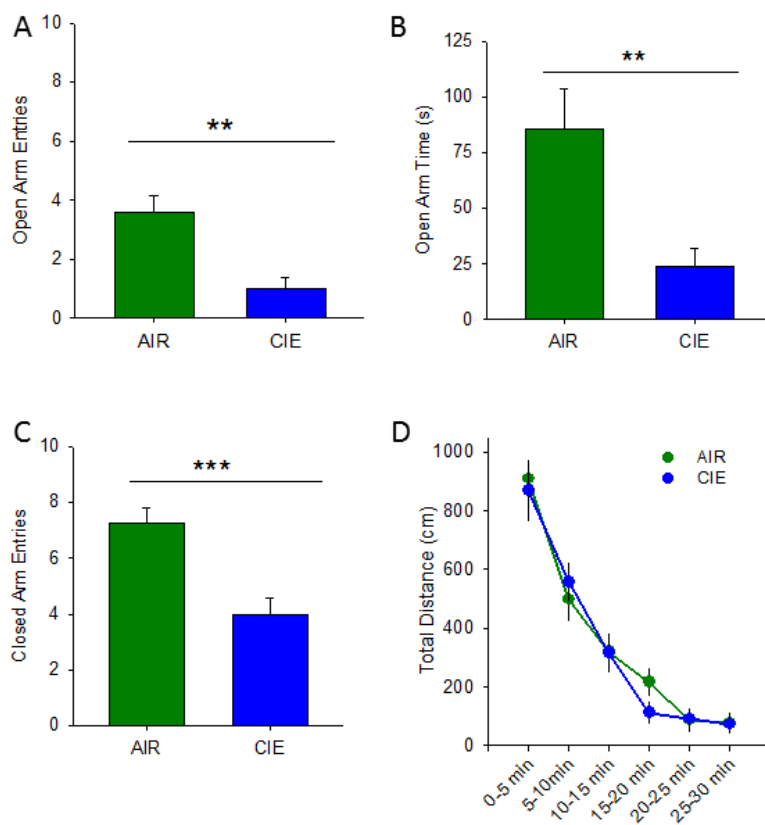 A
10
8
6
4
2
0
Open Arm Entries
**
AIR
CIE
B
125
100
75
50
25
0
Open Arm Time (s)
**
AIR
CIE
C
10
8
6
4
2
0
Closed Arm Entries
***
AIR
CIE
D
1000
800
600
400
200
0
Total Distance (cm)
AIR
CIE
0-5 min
5-10min
10-15 min
15-20 min
20-25 min
25-30 min